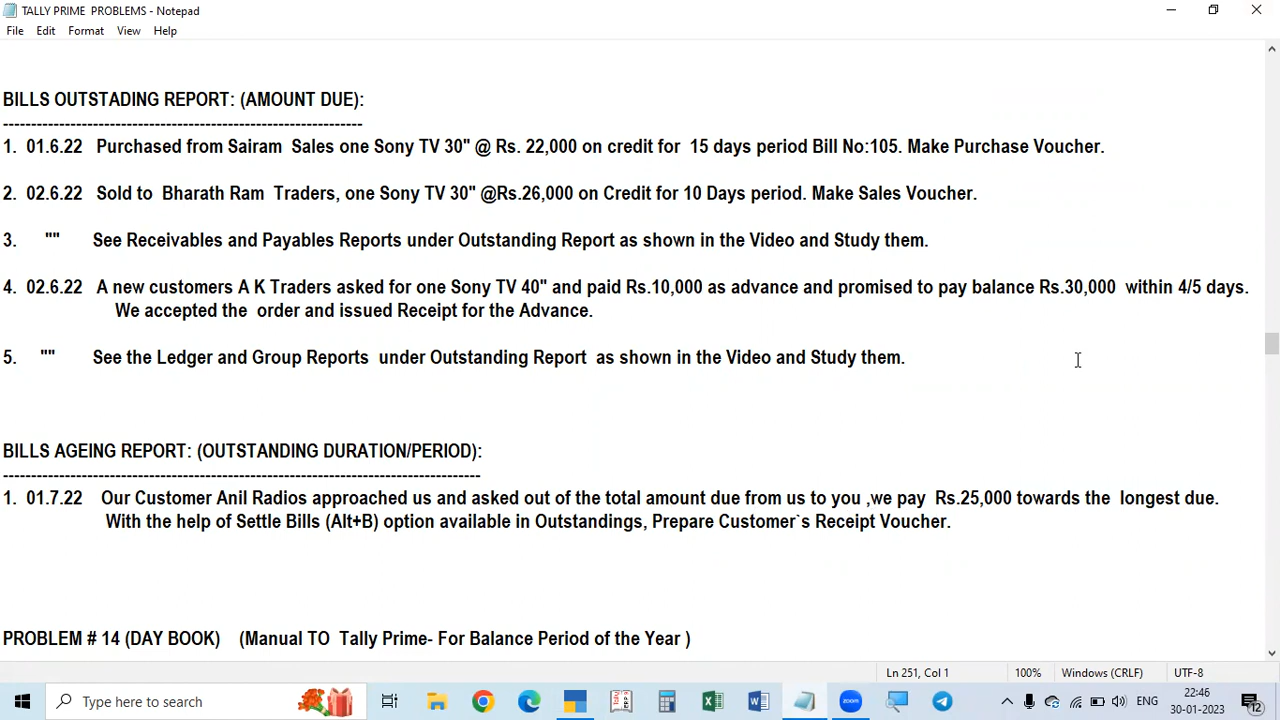 TALLY PRIME  PROBLEMS - Notepad
File Edit Format View Help
BILLS OUTSTADING REPORT: (AMOUNT DUE):
----------------------------------------------------------------
1.  01.6.22   Purchased from Sairam  Sales one Sony TV 30" @ Rs. 22,000 on credit for  15 days period Bill No:105. Make Purchase Voucher.
2.  02.6.22   Sold to  Bharath Ram  Traders, one Sony TV 30" @Rs.26,000 on Credit for 10 Days period. Make Sales Voucher.
3.     ""       See Receivables and Payables Reports under Outstanding Report as shown in the Video and Study them.
4.  02.6.22   A new customers A K Traders asked for one Sony TV 40" and paid Rs.10,000 as advance and promised to pay balance Rs.30,000  within 4/5 days.
We accepted the  order and issued Receipt for the Advance.
5.    ""        See the Ledger and Group Reports  under Outstanding Report  as shown in the Video and Study them.
BILLS AGEING REPORT: (OUTSTANDING DURATION/PERIOD):
-------------------------------------------------------------------------------------
1.  01.7.22   Our Customer Anil Radios approached us and asked out of the total amount due from us to you ,we pay  Rs.25,000 towards the  longest due.
With the help of Settle Bills (Alt+B) option available in Outstandings, Prepare Customer`s Receipt Voucher.
PROBLEM # 14 (DAY BOOK)    (Manual TO  Tally Prime- For Balance Period of the Year )
Ln 251, Col 1 100% Windows (CRLF) UTF-8
Type here to search zoom ENG 22:46
30-01-2023 12